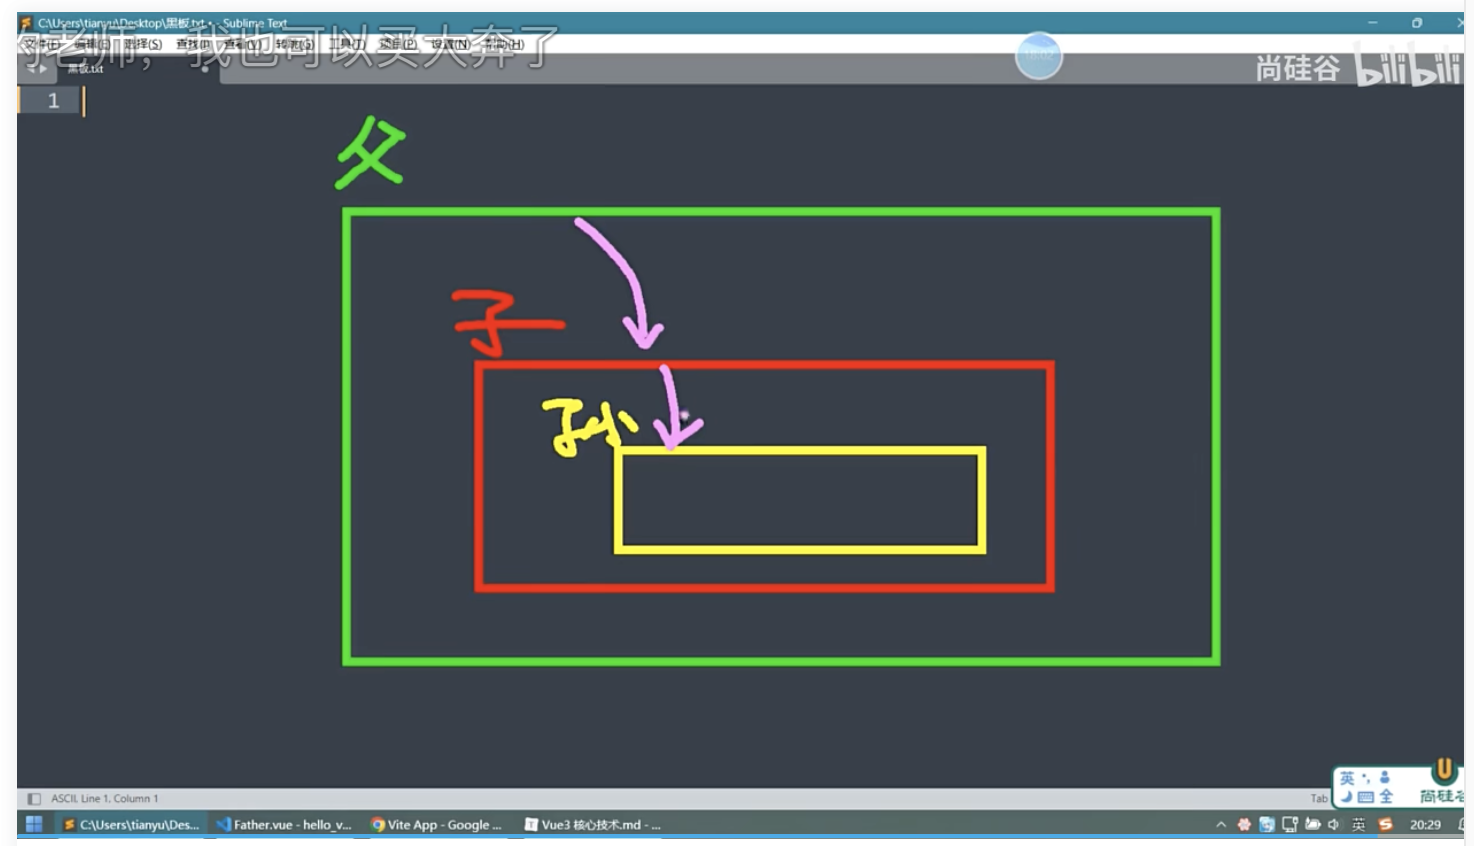 C:\Users\tianyu\Desktop\黑板.txt • - Sublime Text
的老师，我也可以买大奔了
文件(F) 编辑(E) 选择(S) 查找(I) 查看(V) 转到(G) 工具(T) 项目(P) 设置(N) 帮助(H)
尚硅谷 bilibili
黑板.txt
1
父
子
孙
ASCII, Line 1, Column 1
Tab
英
全
尚硅谷
C:\Users\tianyu\Des...
Father.vue - hello_v...
Vite App - Google ...
Vue3 核心技术.md - ...
英
20:29